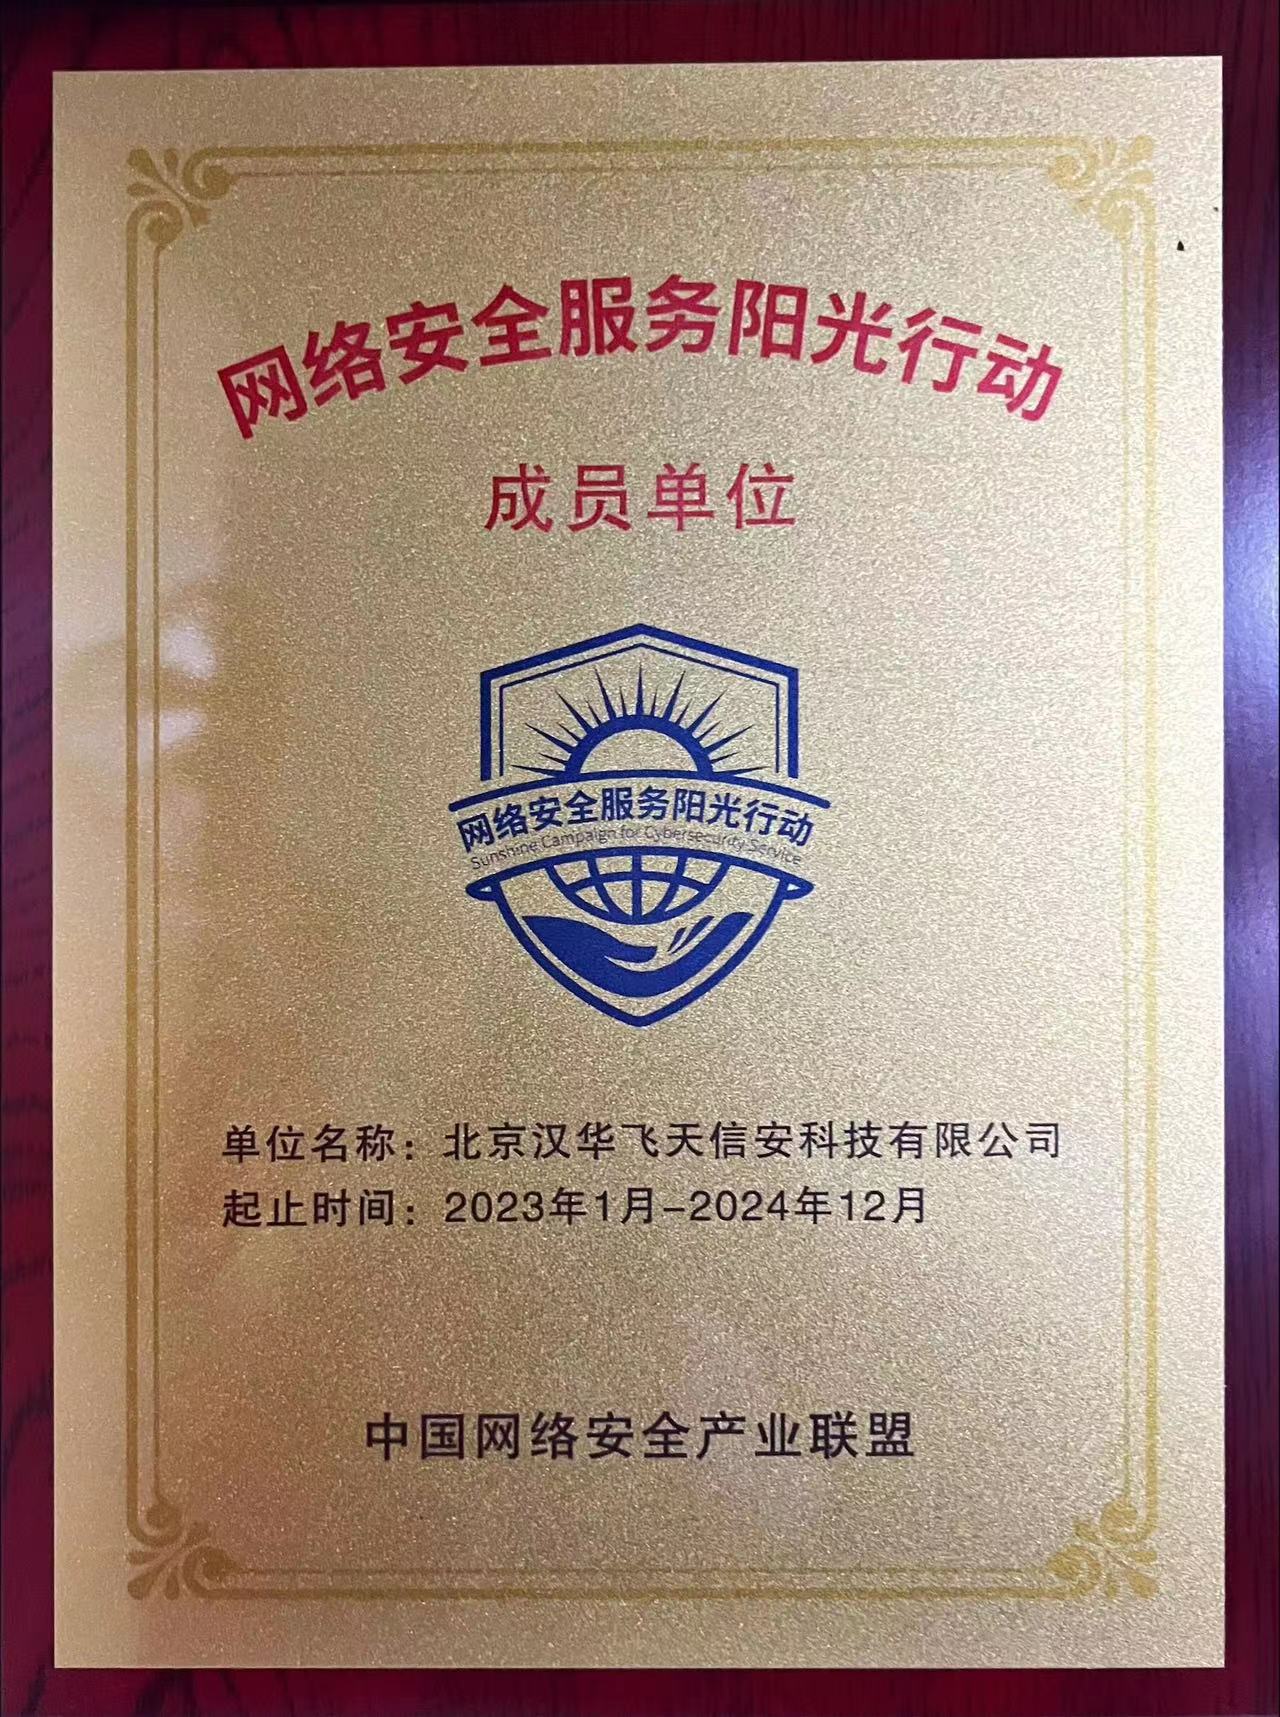 网络安全服务阳光行动
成员单位
网络安全服务阳光行动
Sunshine Campaign for Cybersecurity Service
单位名称：北京汉华飞天信安科技有限公司
起止时间：2023年1月-2024年12月
中国网络安全产业联盟